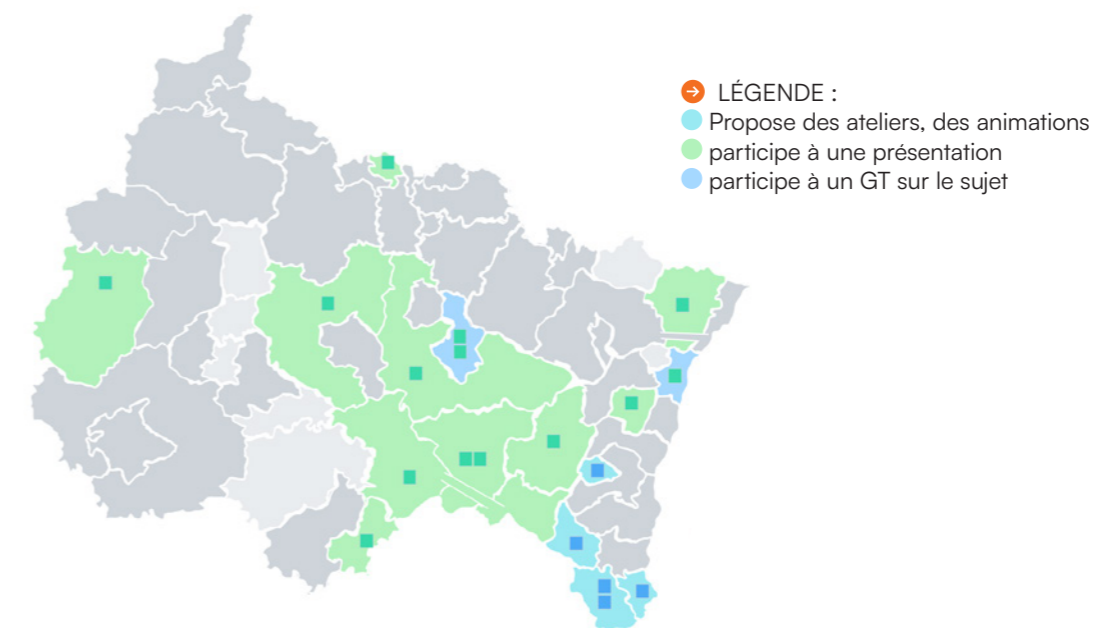 LÉGENDE :
Propose des ateliers, des animations
participe à une présentation
participe à un GT sur le sujet